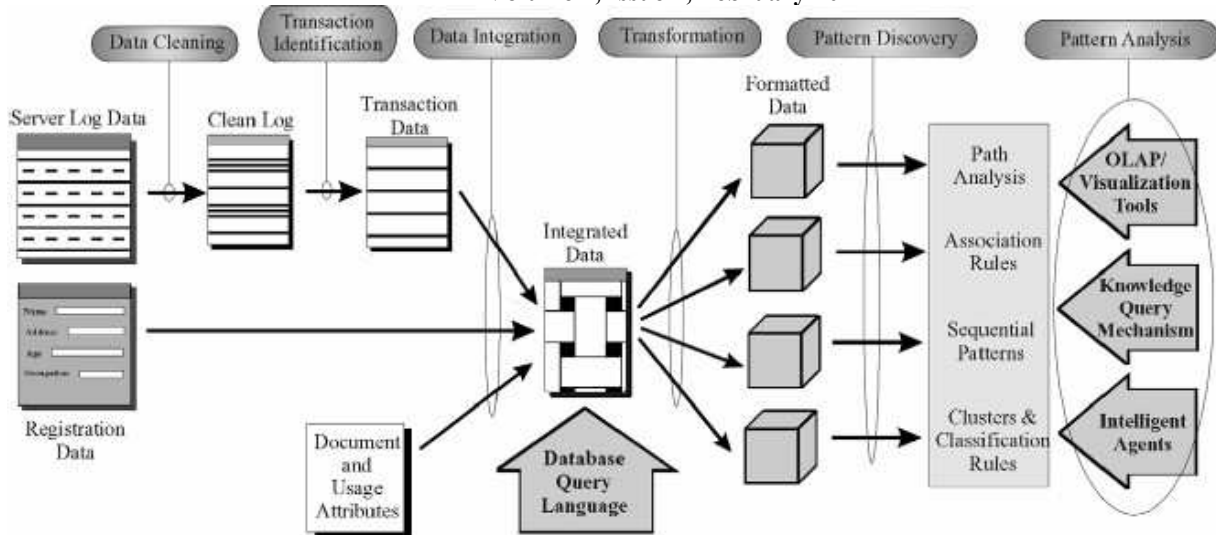 Transaction
Identification
Data Cleaning
Data Integration
Transformation
Pattern Discovery
Pattern Analysis
Server Log Data
Clean Log
Transaction
Data
Formatted
Data
Integrated
Data
Path
Analysis
Association
Rules
Sequential
Patterns
Clusters &
Classification
Rules
OLAP/
Visualization
Tools
Knowledge
Query
Mechanism
Intelligent
Agents
Name
Address
Age
Occupation
Registration
Data
Document
and
Usage
Attributes
Database
Query
Language